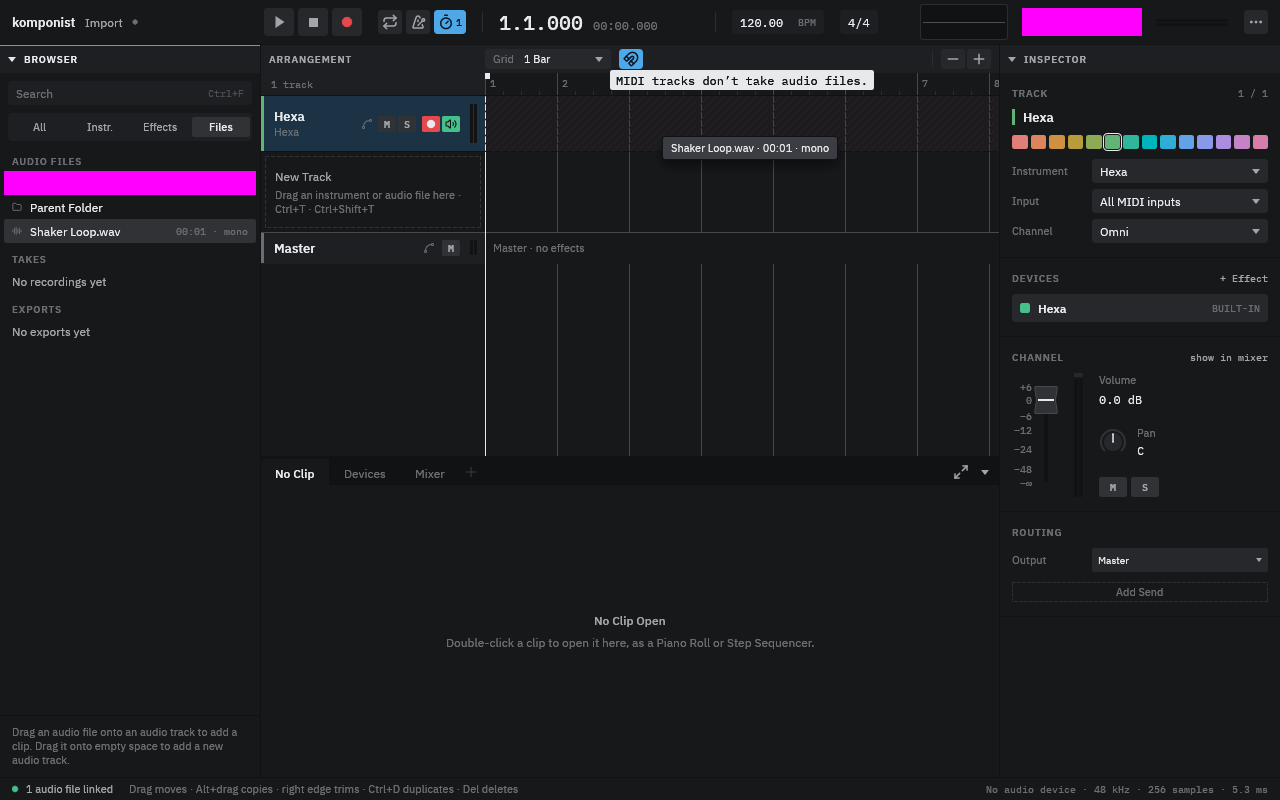 komponist Import
1
1.1.000 00:00.000
120.00 BPM
4/4
BROWSER
Search Ctrl+F
All Instr. Effects Files
AUDIO FILES
Parent Folder
Shaker Loop.wav 00:01 · mono
TAKES
No recordings yet
EXPORTS
No exports yet
Drag an audio file onto an audio track to add a
clip. Drag it onto empty space to add a new
audio track.
ARRANGEMENT
Grid 1 Bar
MIDI tracks don’t take audio files.
1 track
1 2 7 8
Hexa
Hexa
M S
Shaker Loop.wav · 00:01 · mono
New Track
Drag an instrument or audio file here ·
Ctrl+T · Ctrl+Shift+T
Master M
Master · no effects
No Clip Devices Mixer
No Clip Open
Double-click a clip to open it here, as a Piano Roll or Step Sequencer.
INSPECTOR
TRACK 1 / 1
Hexa
Instrument Hexa
Input All MIDI inputs
Channel Omni
DEVICES + Effect
Hexa BUILT-IN
CHANNEL show in mixer
+6
0
−6
−12
−24
−48
−∞
Volume
0.0 dB
Pan
C
M S
ROUTING
Output Master
Add Send
1 audio file linked Drag moves · Alt+drag copies · right edge trims · Ctrl+D duplicates · Del deletes
No audio device · 48 kHz · 256 samples · 5.3 ms